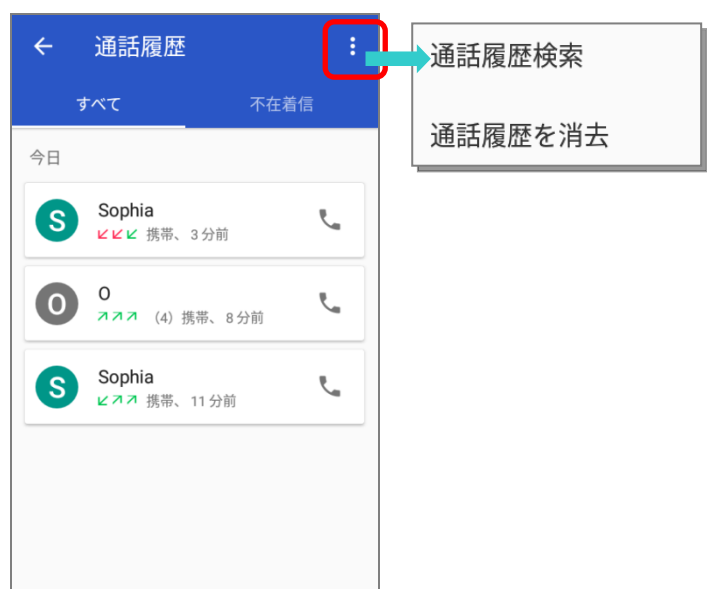 通話履歴
すべて 不在着信
今日
S Sophia
携帯、 3 分前
O O
（4）携帯、 8 分前
S Sophia
携帯、 11 分前
通話履歴検索
通話履歴を消去